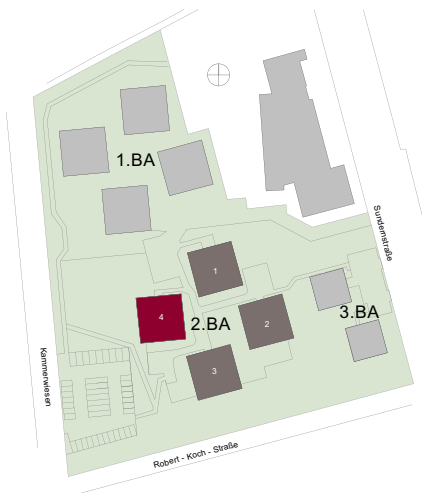 1.BA
Sundernstraße
1
4
2.BA
2
3.BA
3
Kammerwiesen
Robert - Koch - Straße